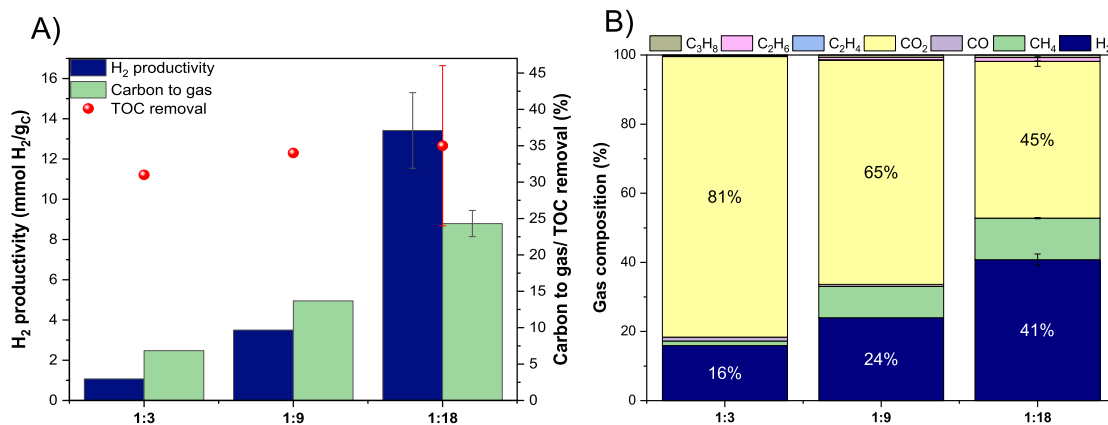 A)
H₂ productivity
Carbon to gas
TOC removal
H₂ productivity (mmol H₂/g_C)
16
14
12
10
8
6
4
2
0
45
40
35
30
25
20
15
10
5
0
Carbon to gas/ TOC removal (%)
1:3 1:9 1:18
B)
C₃H₈ C₂H₆ C₂H₄ CO₂ CO CH₄ H₂
Gas composition (%)
100
80
60
40
20
0
81%
65%
45%
16%
24%
41%
1:3 1:9 1:18